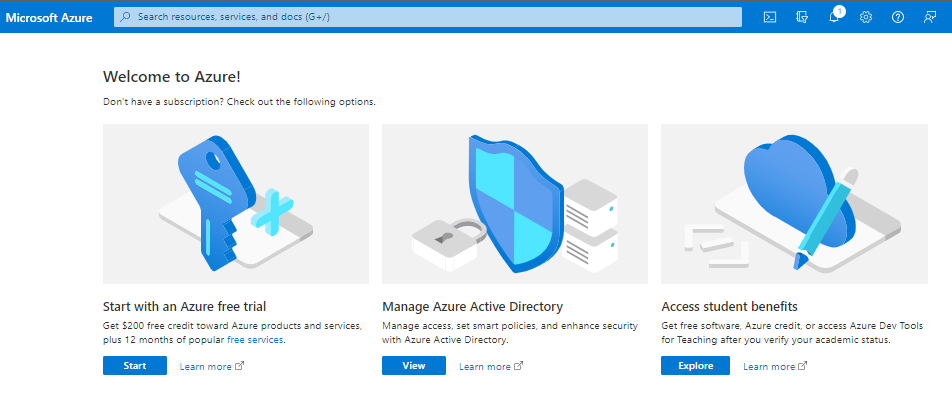 Microsoft Azure
Search resources, services, and docs (G+/)
1
Welcome to Azure!
Don't have a subscription? Check out the following options.
Start with an Azure free trial
Get $200 free credit toward Azure products and services,
plus 12 months of popular free services.
Start
Learn more
Manage Azure Active Directory
Manage access, set smart policies, and enhance security
with Azure Active Directory.
View
Learn more
Access student benefits
Get free software, Azure credit, or access Azure Dev Tools
for Teaching after you verify your academic status.
Explore
Learn more